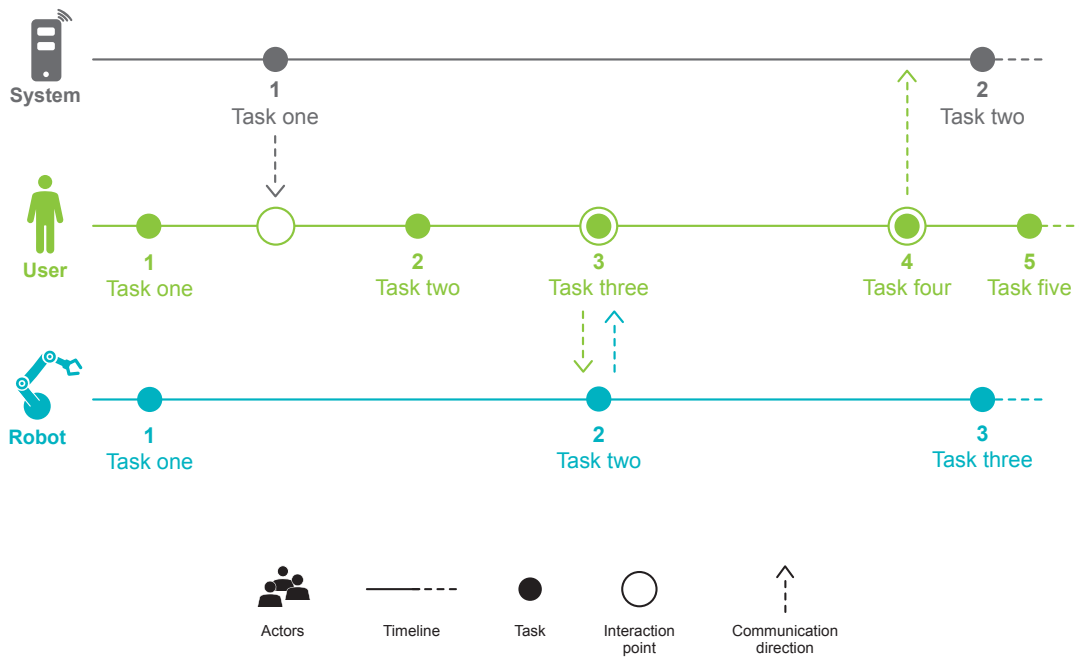 System
1
Task one
2
Task two
User
1
Task one
2
Task two
3
Task three
4
Task four
5
Task five
Robot
1
Task one
2
Task two
3
Task three
Actors
Timeline
Task
Interaction
point
Communication
direction